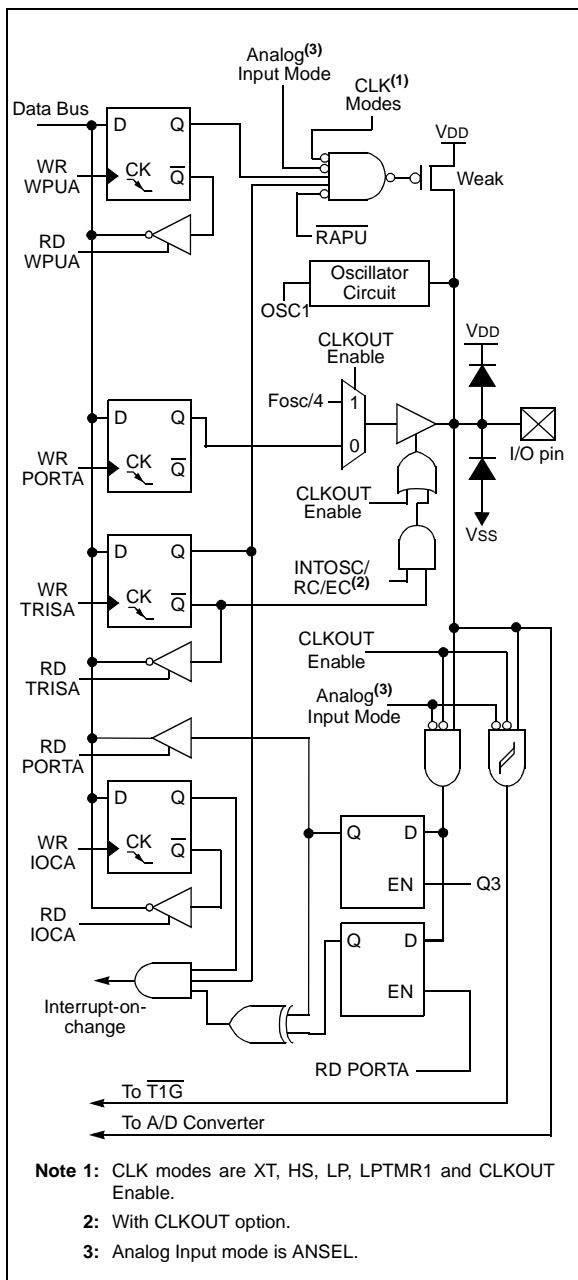 Analog(3)
Input Mode
CLK(1)
Modes
Data Bus
D
Q
VDD
WR
WPUA
CK
Q
Weak
RD
WPUA
RAPU
Oscillator
Circuit
OSC1
CLKOUT
Enable
VDD
Fosc/4
1
D
Q
0
I/O pin
WR
PORTA
CK
Q
CLKOUT
Enable
VSS
D
Q
INTOSC/
RC/EC(2)
WR
TRISA
CK
Q
CLKOUT
Enable
RD
TRISA
Analog(3)
Input Mode
RD
PORTA
D
Q
Q
D
WR
IOCA
CK
Q
EN
Q3
RD
IOCA
Q
D
Interrupt-on-
change
EN
RD PORTA
To T1G
To A/D Converter
Note 1: CLK modes are XT, HS, LP, LPTMR1 and CLKOUT
Enable.
2: With CLKOUT option.
3: Analog Input mode is ANSEL.